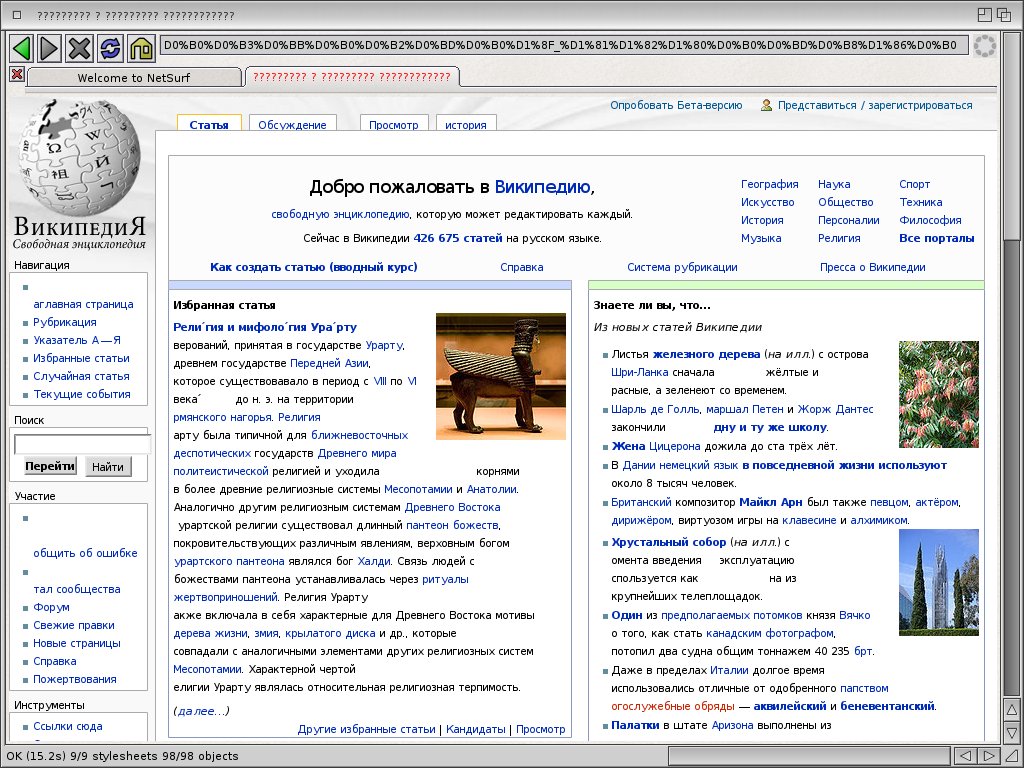 ????????? ? ????????? ????????????
D0%B0%D0%B3%D0%BB%D0%B0%D0%B2%D0%BD%D0%B0%D1%8F_%D1%81%D1%82%D1%80%D0%B0%D0%BD%D0%B8%D1%86%D0%B0
Welcome to NetSurf
????????? ? ????????? ????????????
Опробовать Бета-версию Представиться / зарегистрироваться
Статья Обсуждение Просмотр история
ВикипедиЯ
Свободная энциклопедия
Навигация
аглавная страница
Рубрикация
Указатель А—Я
Избранные статьи
Случайная статья
Текущие события
Поиск
Перейти Найти
Участие
общить об ошибке
тал сообщества
Форум
Свежие правки
Новые страницы
Справка
Пожертвования
Инструменты
Ссылки сюда
Добро пожаловать в Википедию,
свободную энциклопедию, которую может редактировать каждый.
Сейчас в Википедии 426 675 статей на русском языке.
География Наука Спорт
Искусство Общество Техника
История Персоналии Философия
Музыка Религия Все порталы
Как создать статью (вводный курс) Справка Система рубрикации Пресса о Википедии
Избранная статья
Рели´гия и мифоло´гия Ура´рту
верований, принятая в государстве Урарту,
древнем государстве Передней Азии,
которое существовавало в период с VIII по VI
века´ до н. э. на территории
рмянского нагорья. Религия
арту была типичной для ближневосточных
деспотических государств Древнего мира
политеистической религией и уходила корнями
в более древние религиозные системы Месопотамии и Анатолии.
Аналогично другим религиозным системам Древнего Востока
урартской религии существовал длинный пантеон божеств,
покровительствующих различным явлениям, верховным богом
урартского пантеона являлся бог Халди. Связь людей с
божествами пантеона устанавливалась через ритуалы
жертвоприношений. Религия Урарту
акже включала в себя характерные для Древнего Востока мотивы
дерева жизни, змия, крылатого диска и др., которые
совпадали с аналогичными элементами других религиозных систем
Месопотамии. Характерной чертой
елигии Урарту являлась относительная религиозная терпимость.
(далее...)
Другие избранные статьи | Кандидаты | Просмотр
Знаете ли вы, что...
Из новых статей Википедии
Листья железного дерева (на илл.) с острова
Шри-Ланка сначала жёлтые и
расные, а зеленеют со временем.
Шарль де Голль, маршал Петен и Жорж Дантес
закончили дну и ту же школу.
Жена Цицерона дожила до ста трёх лет.
В Дании немецкий язык в повседневной жизни используют
около 8 тысяч человек.
Британский композитор Майкл Арн был также певцом, актёром,
дирижёром, виртуозом игры на клавесине и алхимиком.
Хрустальный собор (на илл.) с
омента введения эксплуатацию
спользуется как на из
крупнейших телеплощадок.
Один из предполагаемых потомков князя Вячко
о того, как стать канадским фотографом,
потопил два судна общим тоннажем 40 235 брт.
Даже в пределах Италии долгое время
использовались отличные от одобренного папством
огослужебные обряды — аквилейский и беневентанский.
Палатки в штате Аризона выполнены из
OK (15.2s) 9/9 stylesheets 98/98 objects